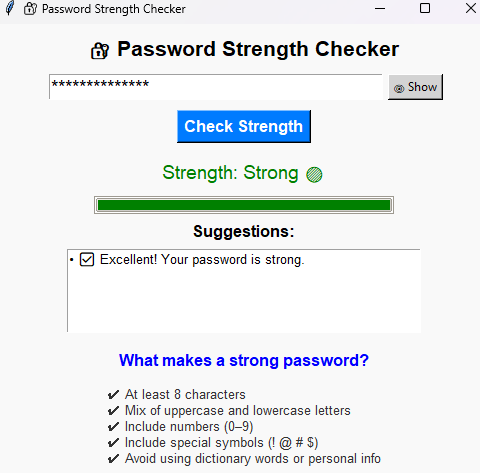 Password Strength Checker
🔐 Password Strength Checker
**************
Show
Check Strength
Strength: Strong
Suggestions:
• ☑ Excellent! Your password is strong.
What makes a strong password?
✔ At least 8 characters
✔ Mix of uppercase and lowercase letters
✔ Include numbers (0–9)
✔ Include special symbols (! @ # $)
✔ Avoid using dictionary words or personal info